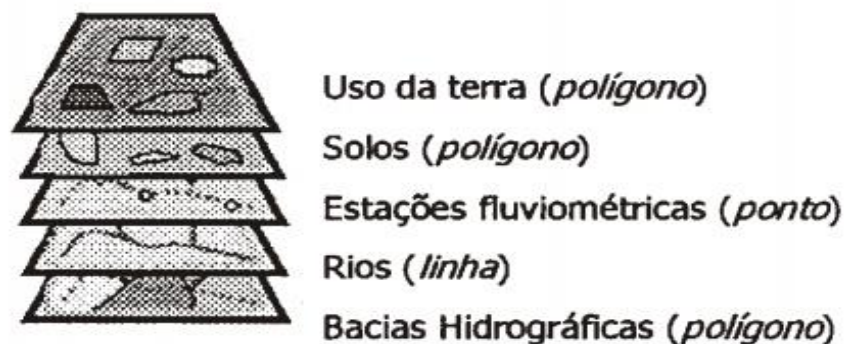 Uso da terra (polígono)
Solos (polígono)
Estações fluviométricas (ponto)
Rios (linha)
Bacias Hidrográficas (polígono)